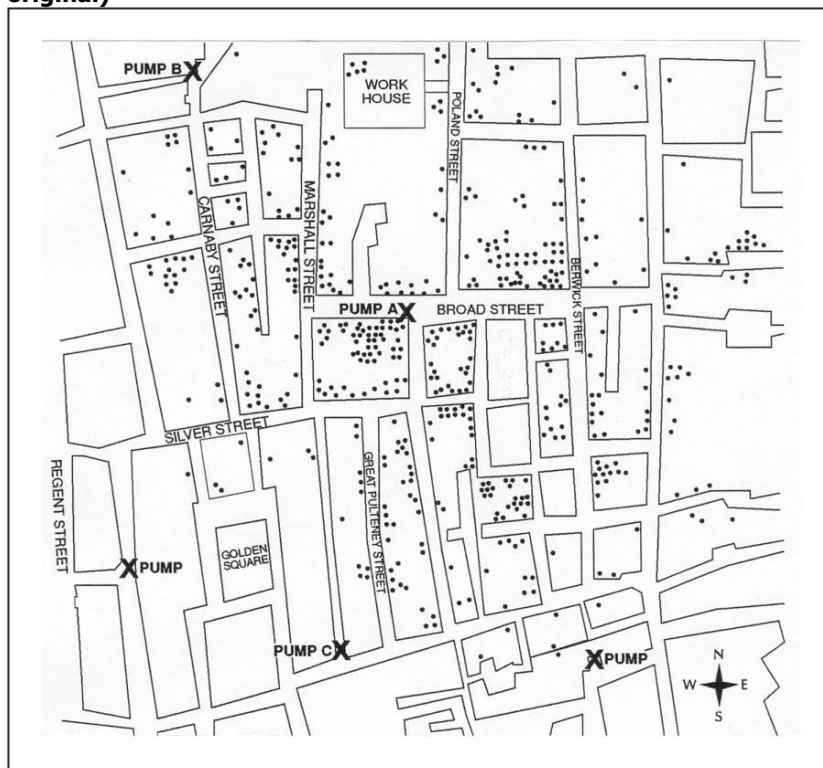 original)
PUMP B
WORK
HOUSE
POLAND STREET
CARNABY STREET
MARSHALL STREET
BERWICK STREET
PUMP A
BROAD STREET
SILVER STREET
REGENT STREET
GREAT PULTENEY STREET
GOLDEN
SQUARE
PUMP
PUMP C
PUMP
N
W E
S